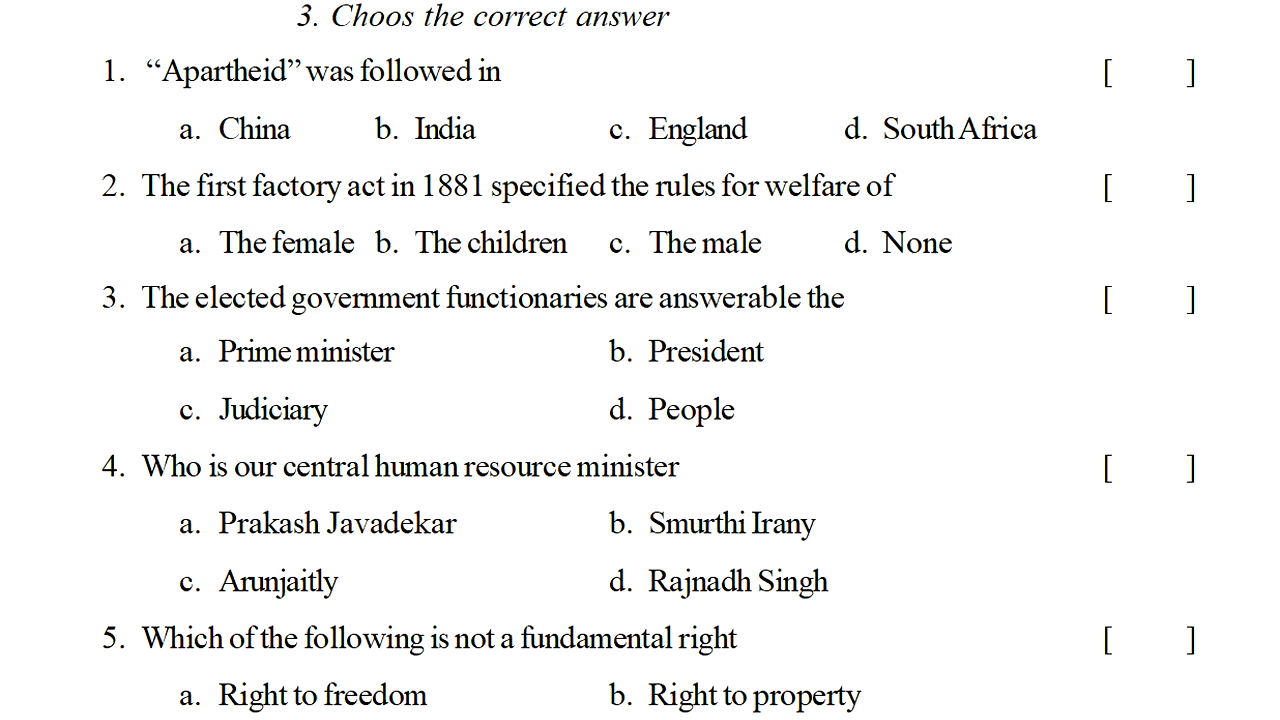 3. Choos the correct answer
1. “Apartheid” was followed in [ ]
a. China b. India c. England d. South Africa
2. The first factory act in 1881 specified the rules for welfare of [ ]
a. The female b. The children c. The male d. None
3. The elected government functionaries are answerable the [ ]
a. Prime minister b. President
c. Judiciary d. People
4. Who is our central human resource minister [ ]
a. Prakash Javadekar b. Smurthi Irany
c. Arunjaitly d. Rajnadh Singh
5. Which of the following is not a fundamental right [ ]
a. Right to freedom b. Right to property